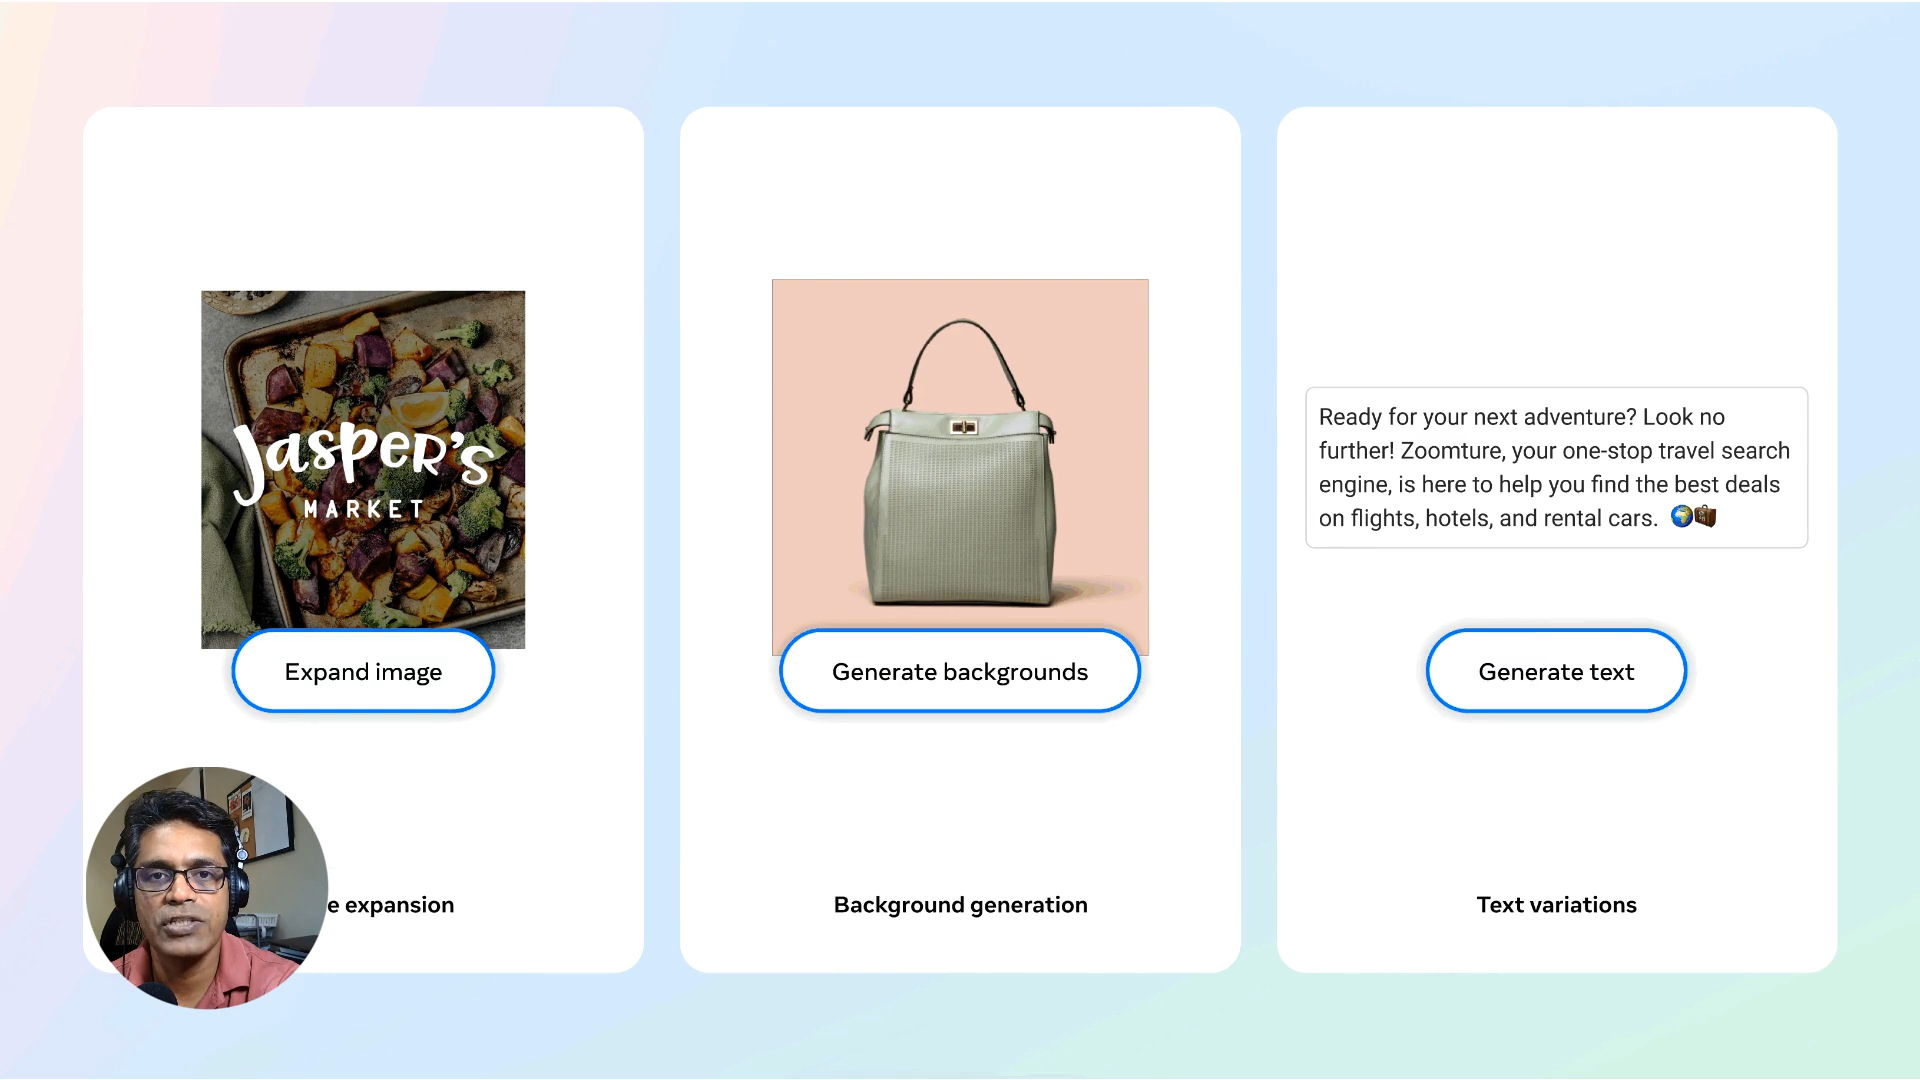 Jasper's
MARKET
Expand image
e expansion
Generate backgrounds
Background generation
Ready for your next adventure? Look no
further! Zoomture, your one-stop travel search
engine, is here to help you find the best deals
on flights, hotels, and rental cars. 🌍🧳
Generate text
Text variations